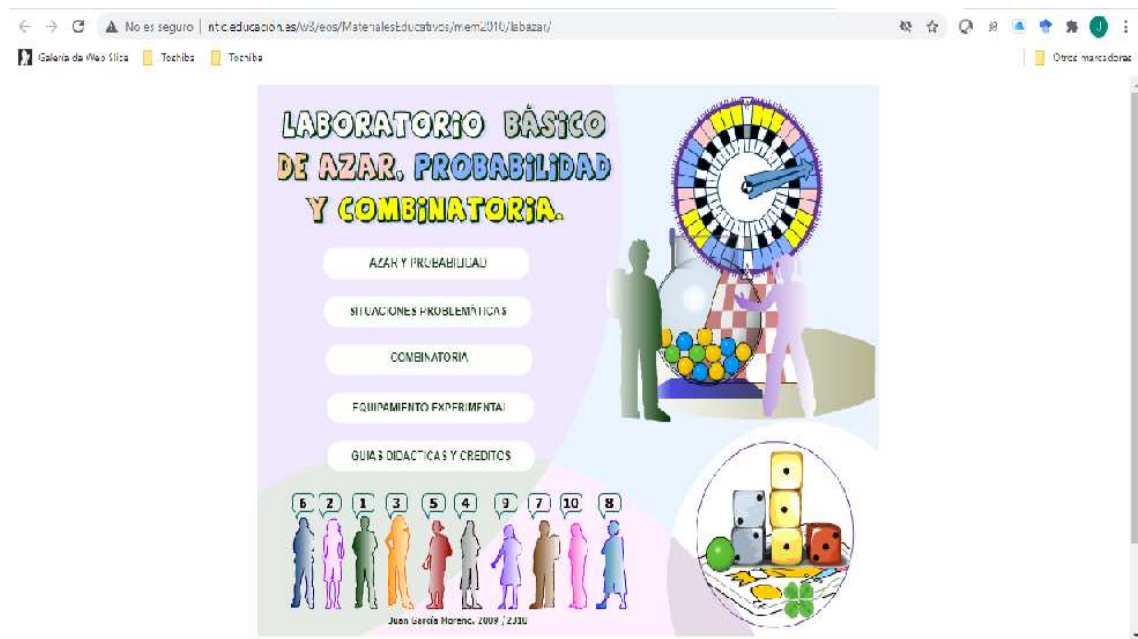 No es seguro | ntic.educacion.es/w3/eos/MaterialesEducativos/mem2010/labazar/
Galería de Web Slice Toshiba Toshiba Otros marcadores
LABORATORIO BÁSICO
DE AZAR, PROBABILIDAD
Y COMBINATORIA.
AZAR Y PROBABILIDAD
SITUACIONES PROBLEMÁTICAS
COMBINATORIA
EQUIPAMIENTO EXPERIMENTAL
GUIAS DIDACTICAS Y CREDITOS
6 2 1 3 5 4 9 7 10 8
Juan García Moreno. 2009 / 2010